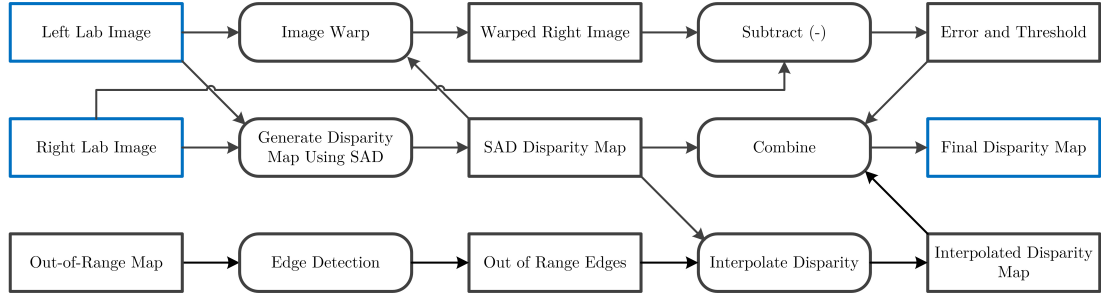 Left Lab Image
Image Warp
Warped Right Image
Subtract (-)
Error and Threshold
Right Lab Image
Generate Disparity
Map Using SAD
SAD Disparity Map
Combine
Final Disparity Map
Out-of-Range Map
Edge Detection
Out of Range Edges
Interpolate Disparity
Interpolated Disparity
Map